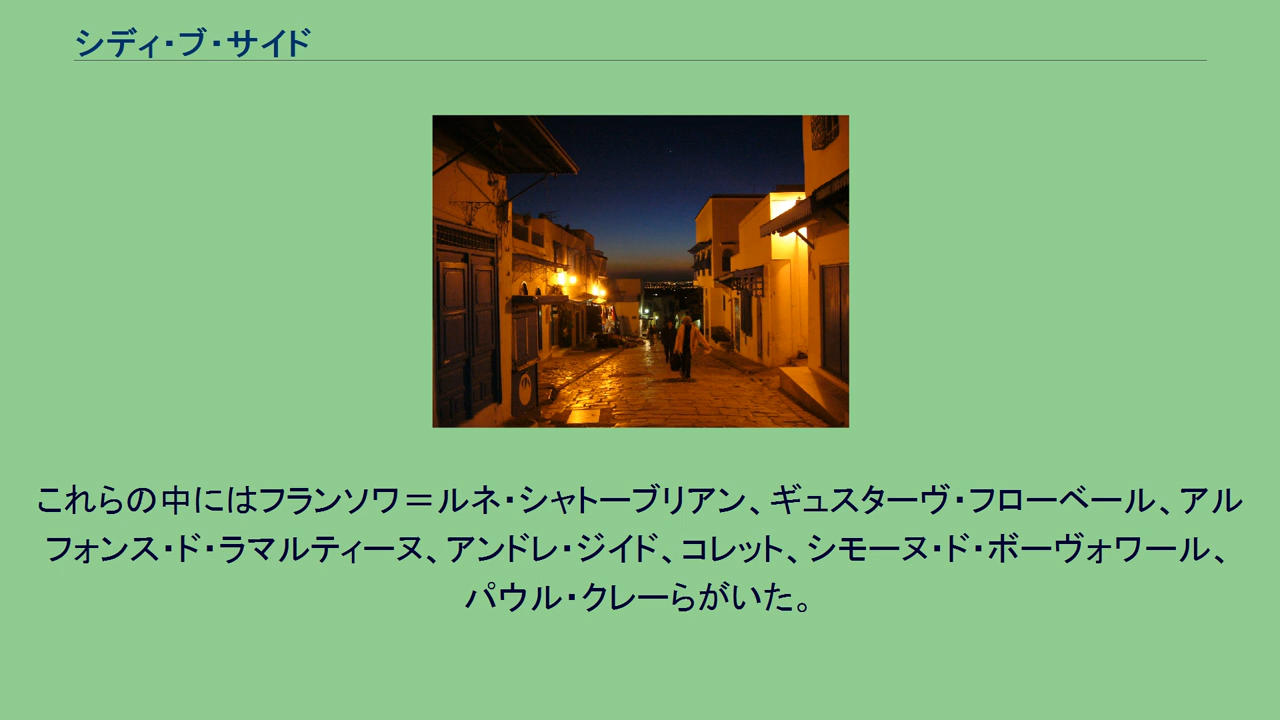 シディ・ブ・サイド
これらの中にはフランソワ＝ルネ・シャトーブリアン、ギュスターヴ・フローベール、アル
フォンス・ド・ラマルティーヌ、アンドレ・ジイド、コレット、シモーヌ・ド・ボーヴォワール、
パウル・クレーらがいた。